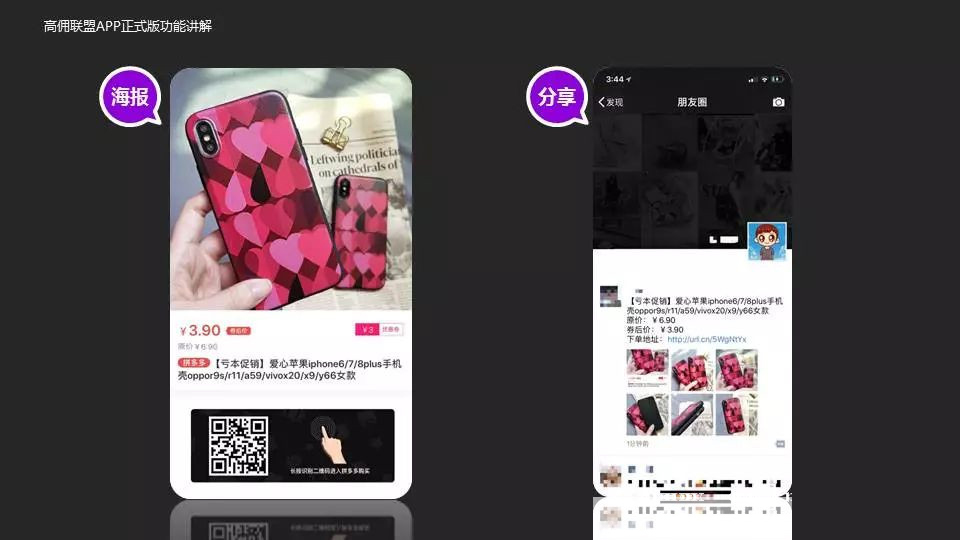 高佣联盟APP正式版功能讲解
海报
Leftwing politician
on cathedrals of
¥3.90 券后价
¥3 优惠券
原价 ¥6.90
拼多多 【亏本促销】爱心苹果iphone6/7/8plus手机
壳oppor9s/r11/a59/vivox20/x9/y66女款
长按识别二维码进入拼多多购买
分享
3:44
发现 朋友圈
【亏本促销】爱心苹果iphone6/7/8plus手机
壳oppor9s/r11/a59/vivox20/x9/y66女款
原价：￥6.90
券后价：￥3.90
下单地址：http://url.cn/5WgNtYx
1分钟前